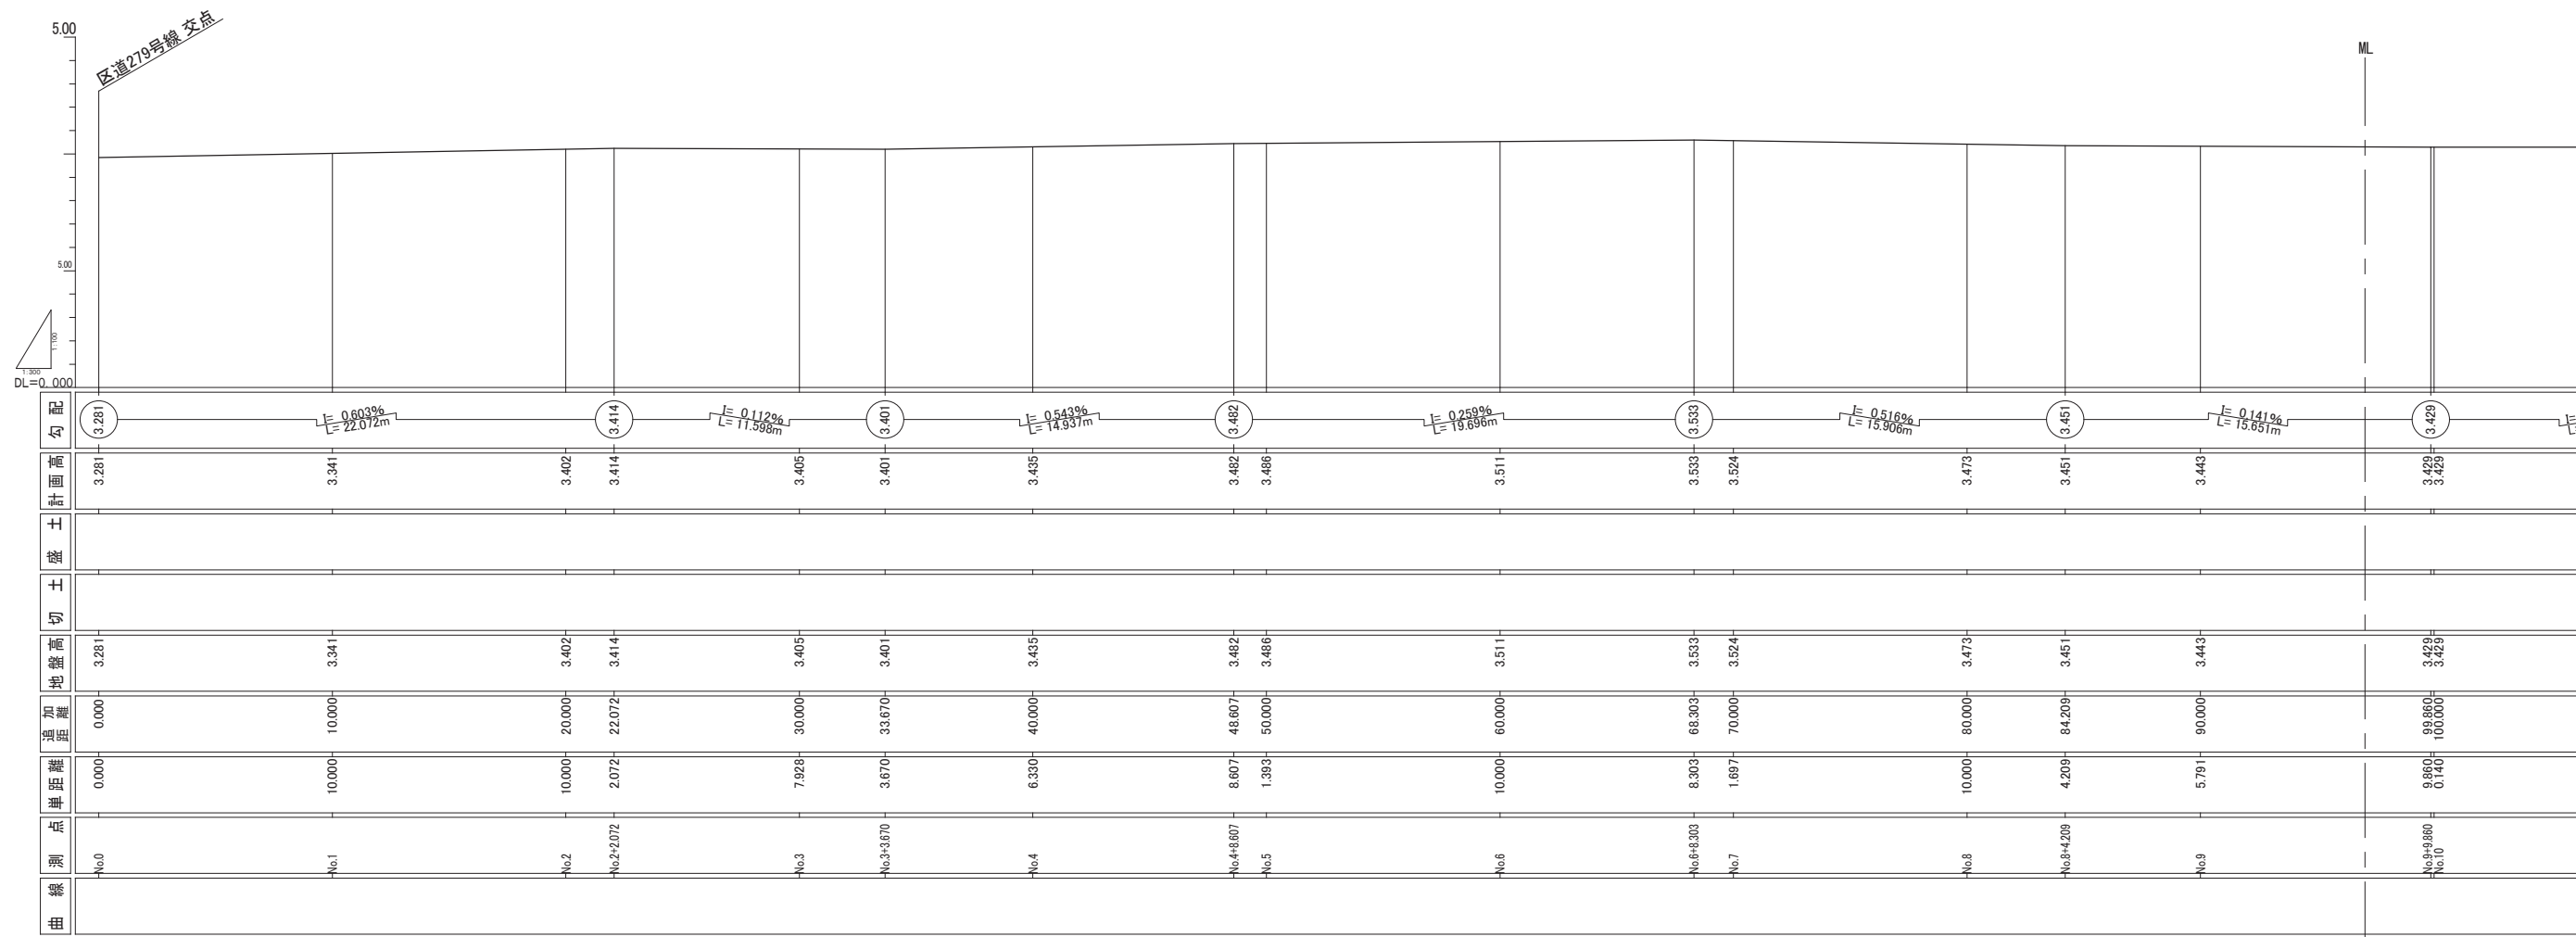 5.00
区道279号線 交点
ML
5.00
1:100
1:300
DL=0.000
勾配
3.281
I= 0.603%
L= 22.072m
3.414
I= 0.112%
L= 11.598m
3.401
I= 0.543%
L= 14.937m
3.482
I= 0.259%
L= 19.696m
3.533
I= 0.516%
L= 15.906m
3.451
I= 0.141%
L= 15.651m
3.429
I=
計画高
3.281 3.341 3.402 3.414 3.405 3.401 3.435 3.482 3.486 3.511 3.533 3.524 3.473 3.451 3.443 3.429 3.429
盛土
切土
地盤高
3.281 3.341 3.402 3.414 3.405 3.401 3.435 3.482 3.486 3.511 3.533 3.524 3.473 3.451 3.443 3.429 3.429
追加
距離
0.000 10.000 20.000 22.072 30.000 33.670 40.000 48.607 50.000 60.000 68.303 70.000 80.000 84.209 90.000 99.860 100.000
単距離
0.000 10.000 10.000 2.072 7.928 3.670 6.330 8.607 1.393 10.000 8.303 1.697 10.000 4.209 5.791 9.860 0.140
測点
No.0 No.1 No.2 No.2+2.072 No.3 No.3+3.670 No.4 No.4+8.607 No.5 No.6 No.6+8.303 No.7 No.8 No.8+4.209 No.9 No.9+9.860 No.10
曲線